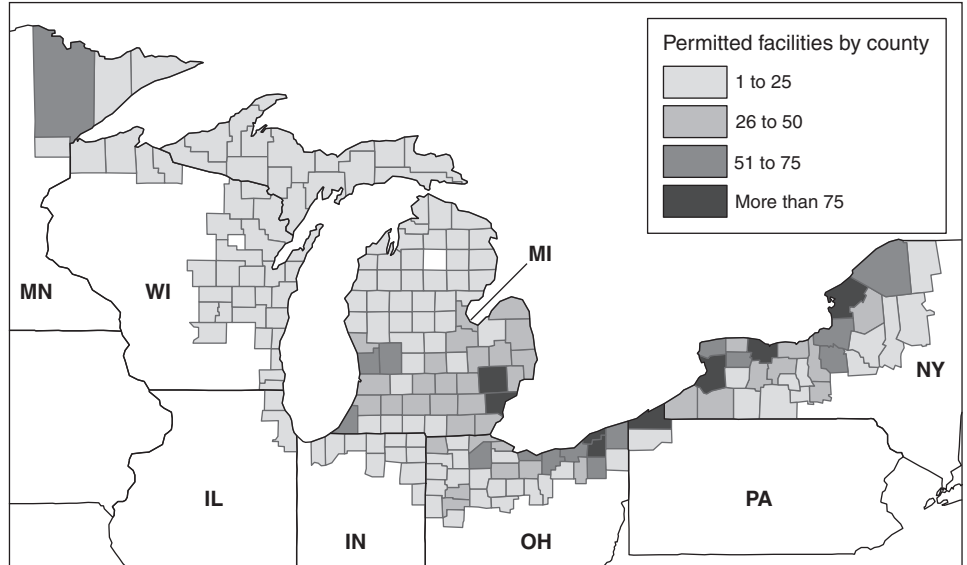 Permitted facilities by county
1 to 25
26 to 50
51 to 75
More than 75
MI
MN
WI
NY
IL
PA
IN
OH